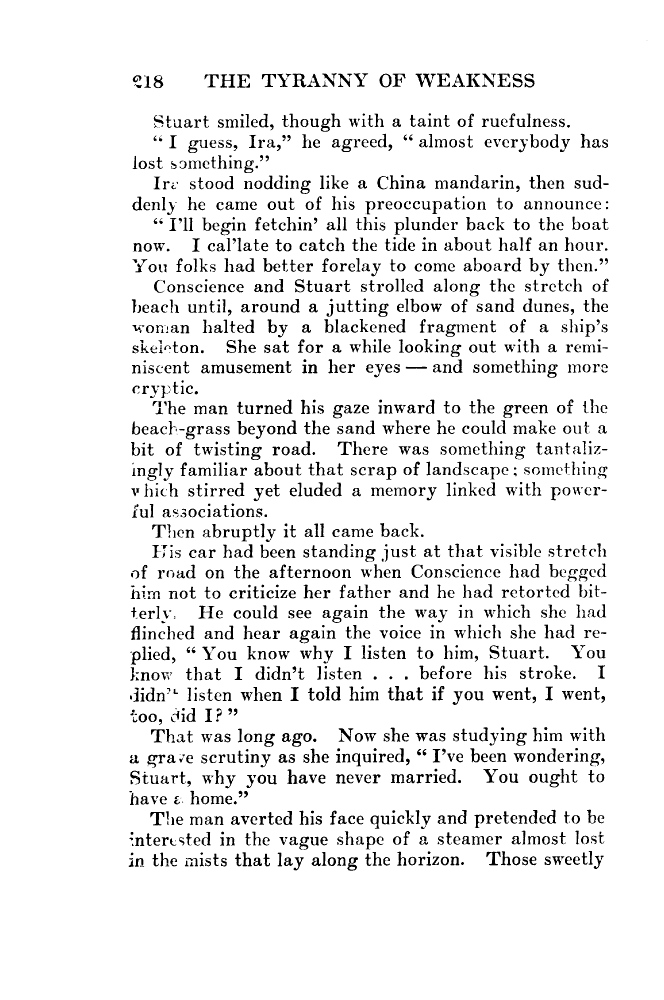 218 THE TYRANNY OF WEAKNESS
Stuart smiled, though with a taint of ruefulness.
“I guess, Ira,” he agreed, “almost everybody has
lost something.”
Ira stood nodding like a China mandarin, then sud-
denly he came out of his preoccupation to announce:
“I’ll begin fetchin’ all this plunder back to the boat
now. I cal’late to catch the tide in about half an hour.
You folks had better forelay to come aboard by then.”
Conscience and Stuart strolled along the stretch of
beach until, around a jutting elbow of sand dunes, the
woman halted by a blackened fragment of a ship’s
skeleton. She sat for a while looking out with a remi-
niscent amusement in her eyes — and something more
cryptic.
The man turned his gaze inward to the green of the
beach-grass beyond the sand where he could make out a
bit of twisting road. There was something tantaliz-
ingly familiar about that scrap of landscape; something
which stirred yet eluded a memory linked with power-
ful associations.
Then abruptly it all came back.
His car had been standing just at that visible stretch
of road on the afternoon when Conscience had begged
him not to criticize her father and he had retorted bit-
terly. He could see again the way in which she had
flinched and hear again the voice in which she had re-
plied, “You know why I listen to him, Stuart. You
know that I didn’t listen . . . before his stroke. I
didn’t listen when I told him that if you went, I went,
too, did I?”
That was long ago. Now she was studying him with
a grave scrutiny as she inquired, “I’ve been wondering,
Stuart, why you have never married. You ought to
have a home.”
The man averted his face quickly and pretended to be
interested in the vague shape of a steamer almost lost
in the mists that lay along the horizon. Those sweetly